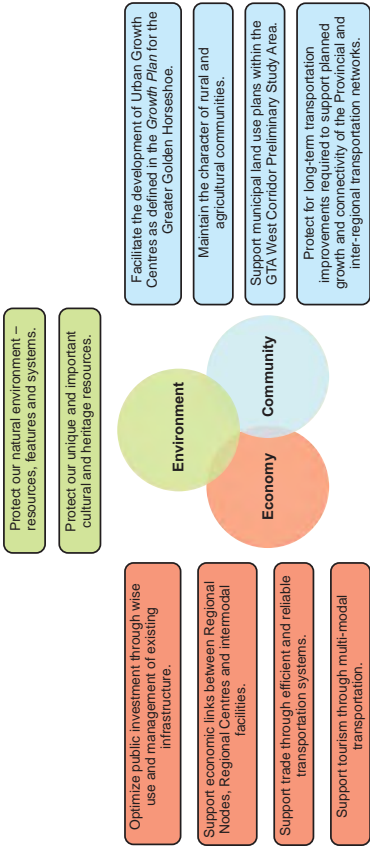 Protect our natural environment –
resources, features and systems.
Protect our unique and important
cultural and heritage resources.
Environment
Economy
Community
Optimize public investment through wise
use and management of existing
infrastructure.
Support economic links between Regional
Nodes, Regional Centres and intermodal
facilities.
Support trade through efficient and reliable
transportation systems.
Support tourism through multi-modal
transportation.
Facilitate the development of Urban Growth
Centres as defined in the Growth Plan for the
Greater Golden Horseshoe.
Maintain the character of rural and
agricultural communities.
Support municipal land use plans within the
GTA West Corridor Preliminary Study Area.
Protect for long-term transportation
improvements required to support planned
growth and connectivity of the Provincial and
inter-regional transportation networks.